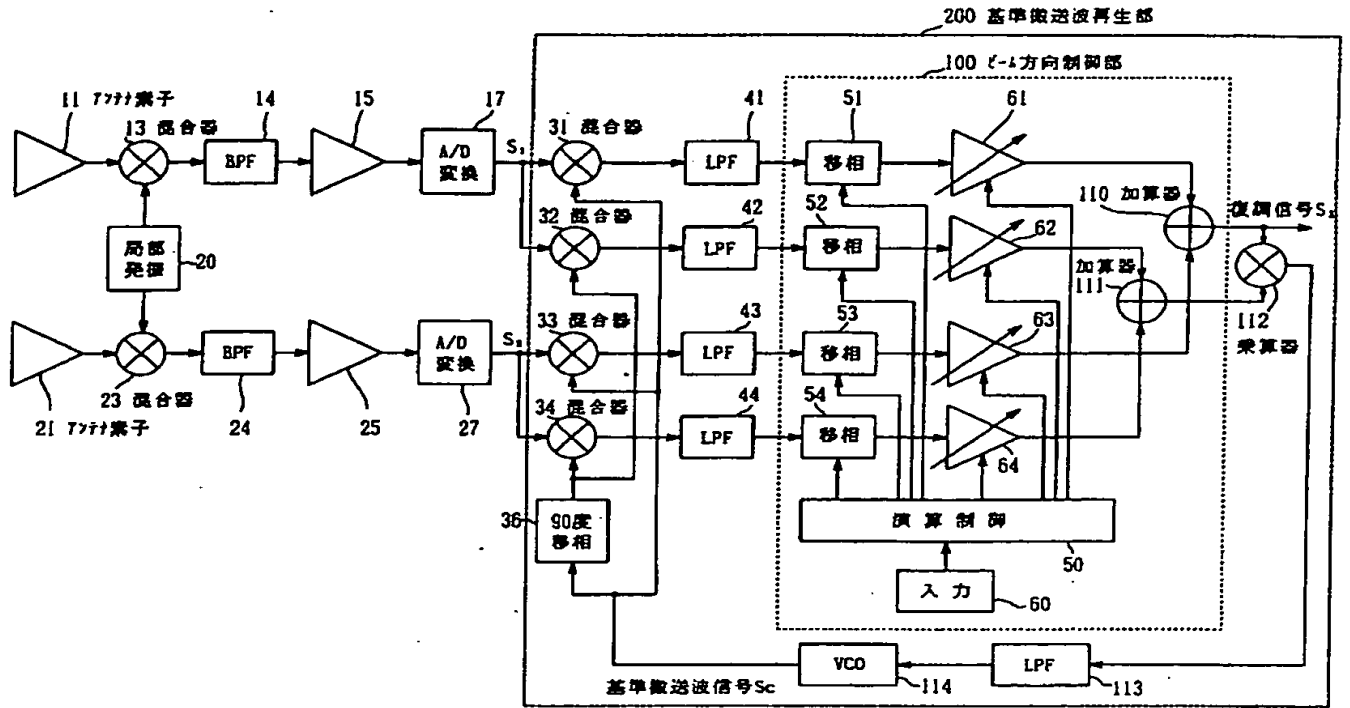 200 基準搬送波再生部
100 ビーム方向制御部
11 アンテナ素子
13 混合器
14
15
17
31 混合器
41
51
61
BPF
A/D
変換
S₁
LPF
移相
110 加算器
復調信号S₃
32 混合器
42
52
62
局部
発振
20
LPF
移相
加算器
111
112
乗算器
33 混合器
43
53
63
BPF
A/D
変換
S₂
LPF
移相
23 混合器
21 アンテナ素子
24
25
27
34 混合器
44
54
64
LPF
移相
36
90度
移相
演算制御
50
入力
60
VCO
114
LPF
113
基準搬送波信号Sc